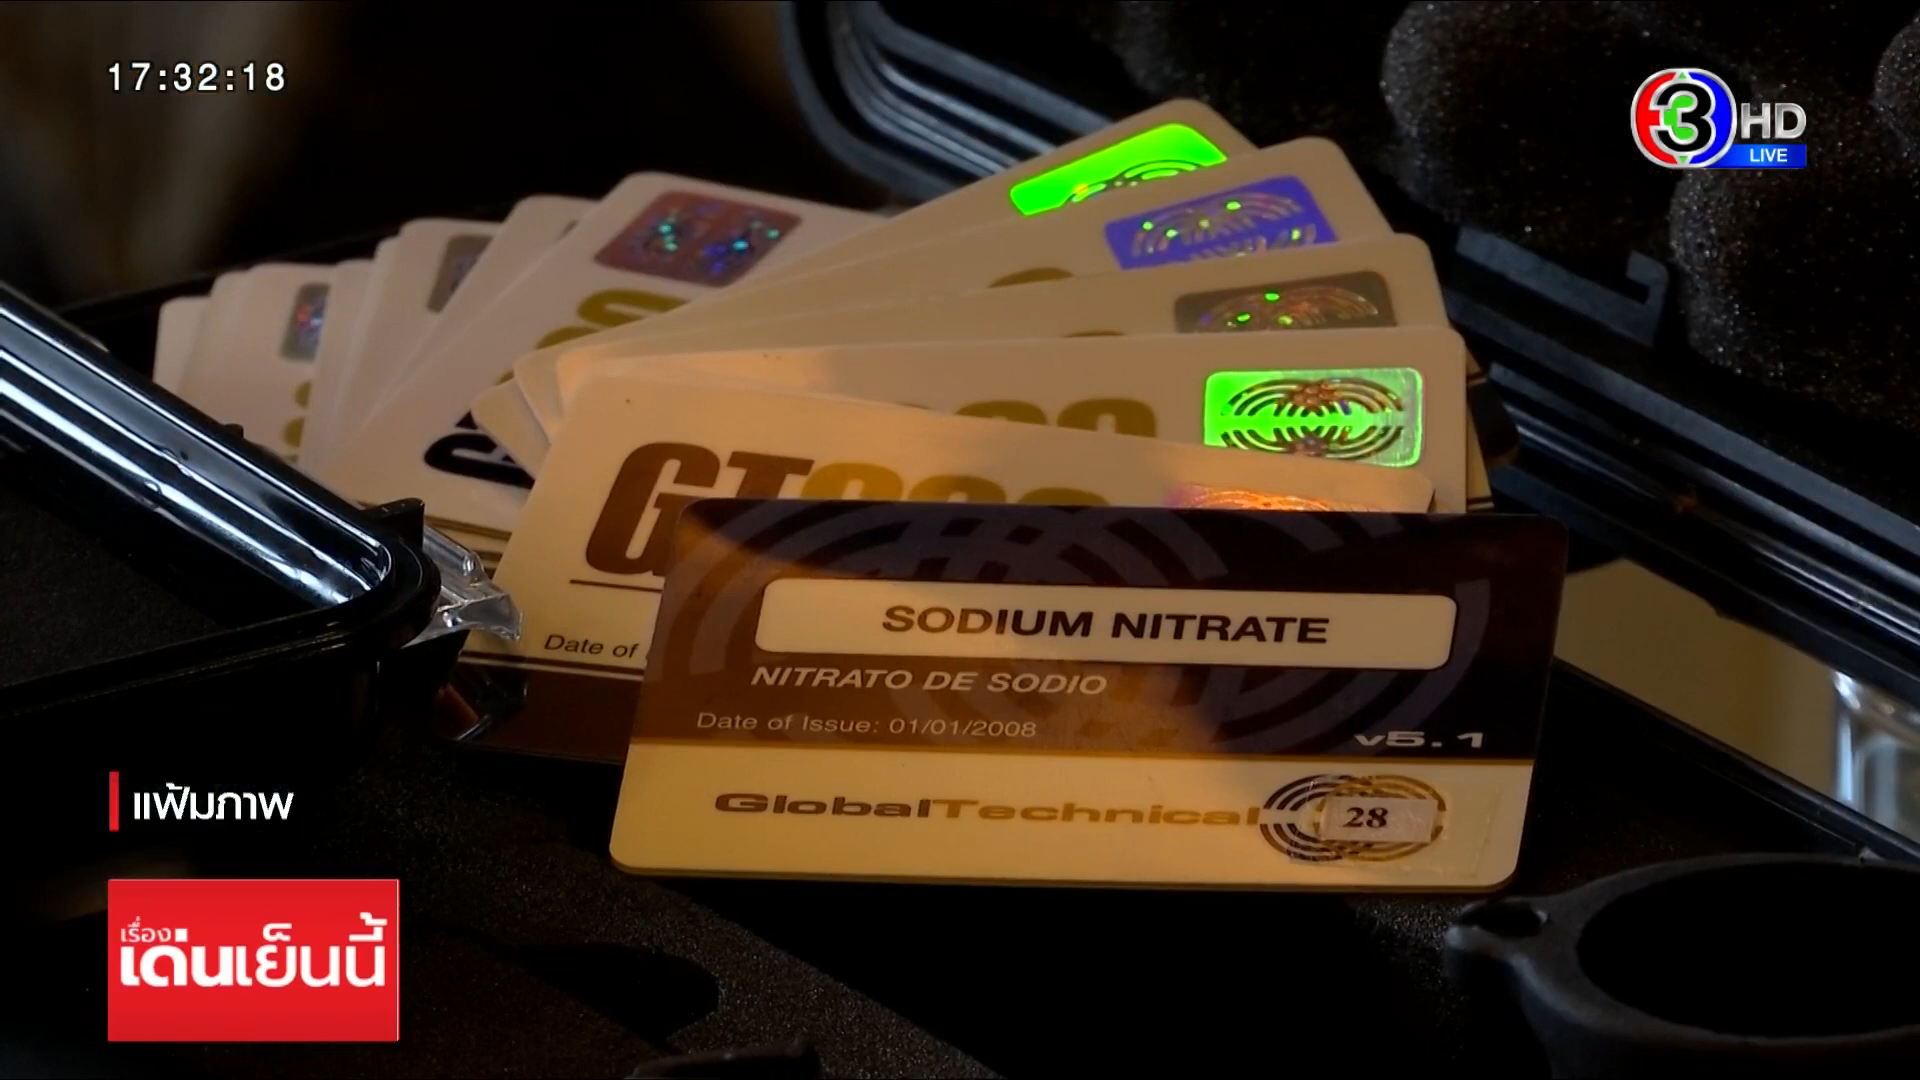 17:32:18
3 HD
LIVE
GT
Date of
SODIUM NITRATE
NITRATO DE SODIO
Date of Issue: 01/01/2008
v5.1
GlobalTechnical
28
แฟ้มภาพ
เรื่อง
เด่นเย็นนี้